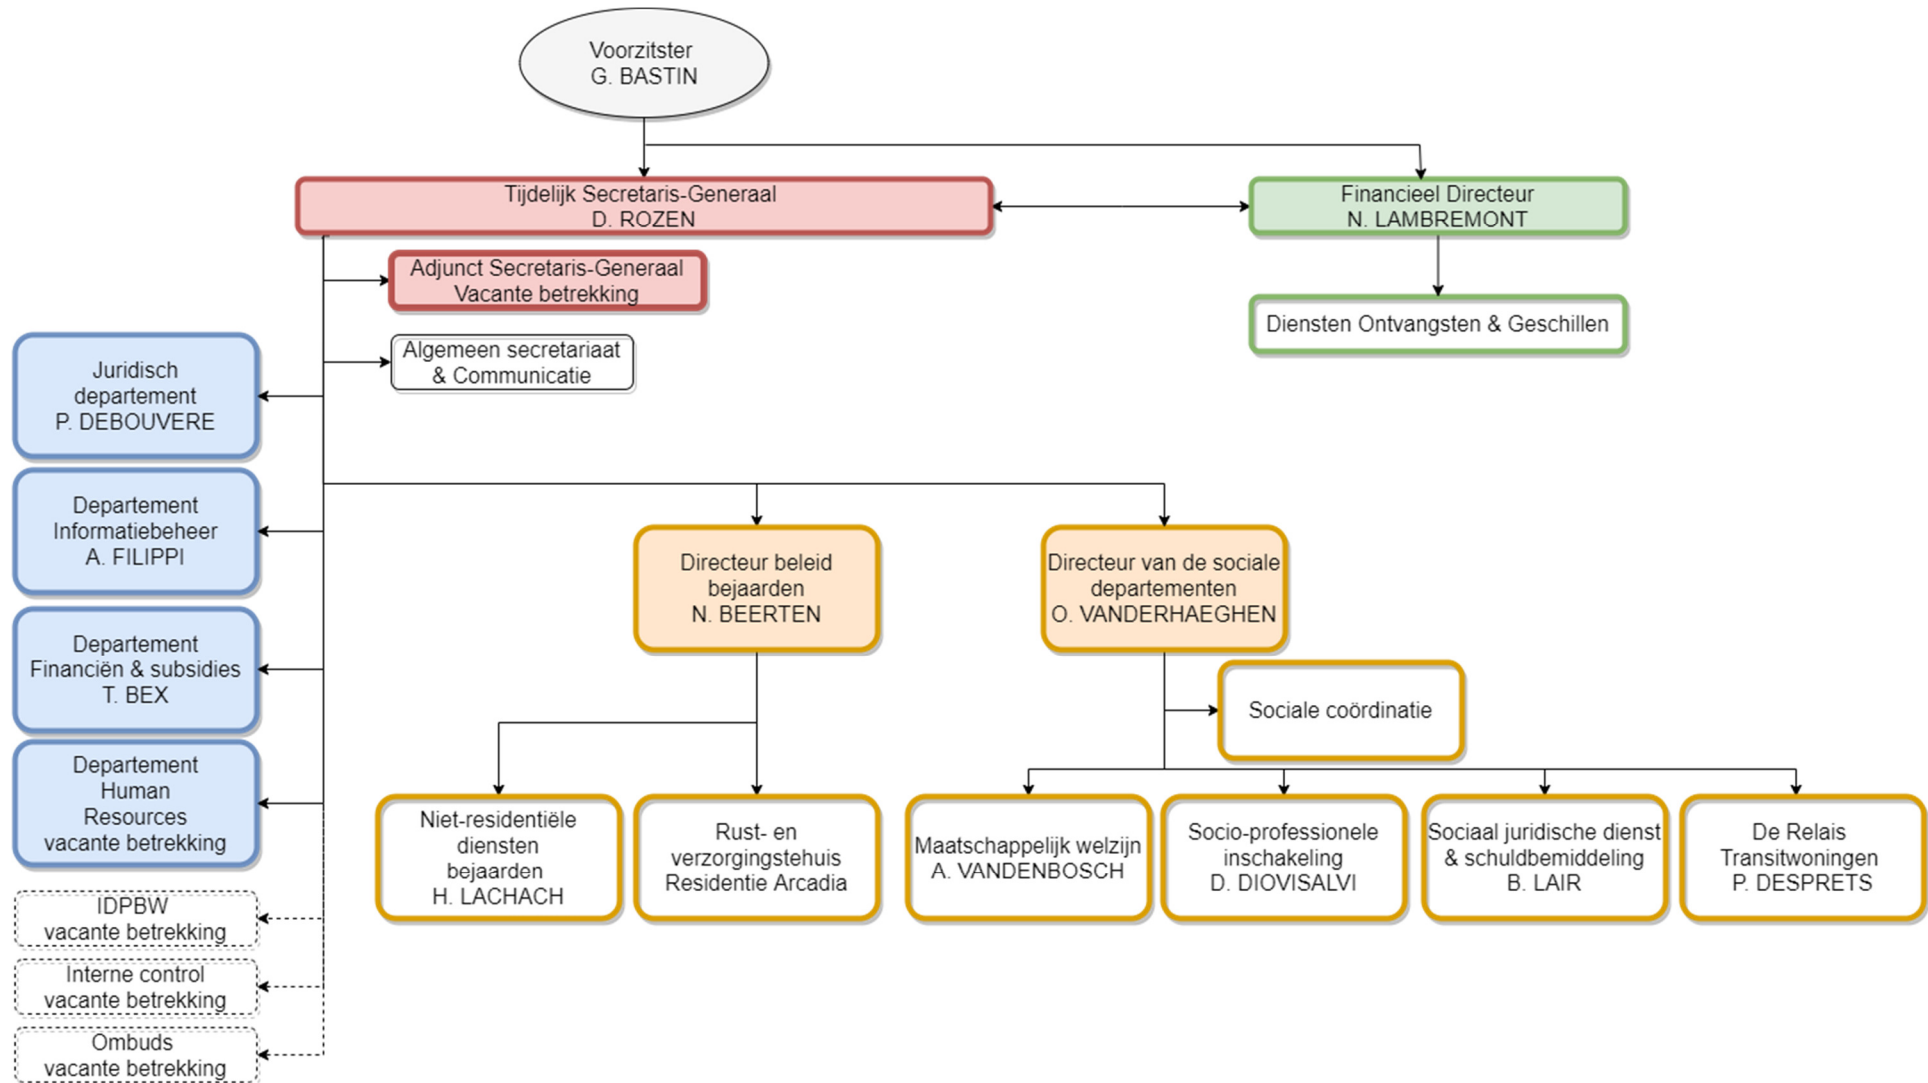 Voorzitster
G. BASTIN
Tijdelijk Secretaris-Generaal
D. ROZEN
Financieel Directeur
N. LAMBREMONT
Adjunct Secretaris-Generaal
Vacante betrekking
Diensten Ontvangsten & Geschillen
Algemeen secretariaat
& Communicatie
Juridisch
departement
P. DEBOUVERE
Departement
Informatiebeheer
A. FILIPPI
Departement
Financiën & subsidies
T. BEX
Departement
Human
Resources
vacante betrekking
IDPBW
vacante betrekking
Interne control
vacante betrekking
Ombuds
vacante betrekking
Directeur beleid
bejaarden
N. BEERTEN
Directeur van de sociale
departementen
O. VANDERHAEGHEN
Sociale coördinatie
Niet-residentiële
diensten
bejaarden
H. LACHACH
Rust- en
verzorgingstehuis
Residentie Arcadia
Maatschappelijk welzijn
A. VANDENBOSCH
Socio-professionele
inschakeling
D. DIOVISALVI
Sociaal juridische dienst
& schuldbemiddeling
B. LAIR
De Relais
Transitwoningen
P. DESPRETS